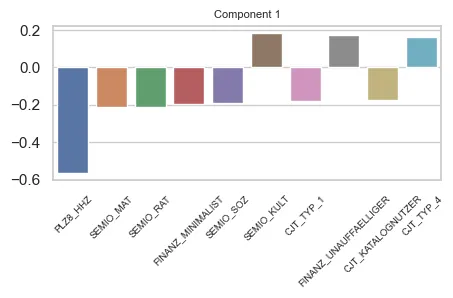 Component 1
0.2
0.0
−0.2
−0.4
−0.6
PLZ8_HHZ
SEMIO_MAT
SEMIO_RAT
FINANZ_MINIMALIST
SEMIO_SOZ
SEMIO_KULT
CJT_TYP_1
FINANZ_UNAUFFAELLIGER
CJT_KATALOGNUTZER
CJT_TYP_4